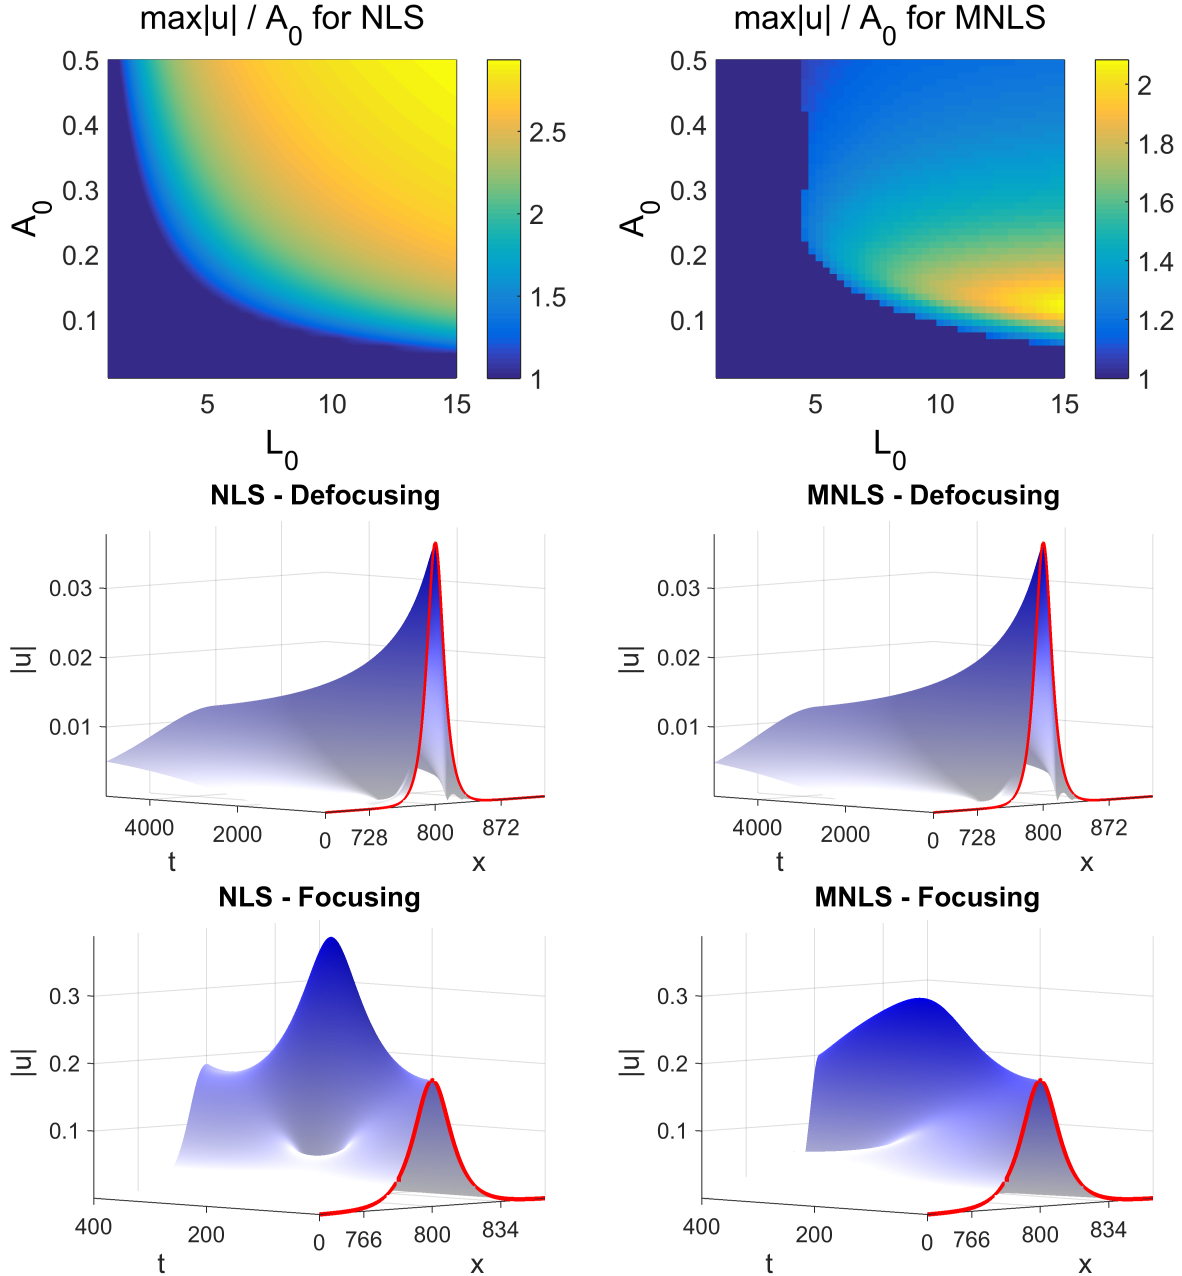 max|u| / A0 for NLS
max|u| / A0 for MNLS
0.5
0.4
0.3
0.2
0.1
A0
5
10
15
L0
2.5
2
1.5
1
0.5
0.4
0.3
0.2
0.1
A0
5
10
15
L0
2
1.8
1.6
1.4
1.2
1
NLS - Defocusing
0.03
0.02
0.01
|u|
4000
2000
0
728
800
872
t
x
MNLS - Defocusing
0.03
0.02
0.01
|u|
4000
2000
0
728
800
872
t
x
NLS - Focusing
0.3
0.2
0.1
|u|
400
200
0
766
800
834
t
x
MNLS - Focusing
0.3
0.2
0.1
|u|
400
200
0
766
800
834
t
x